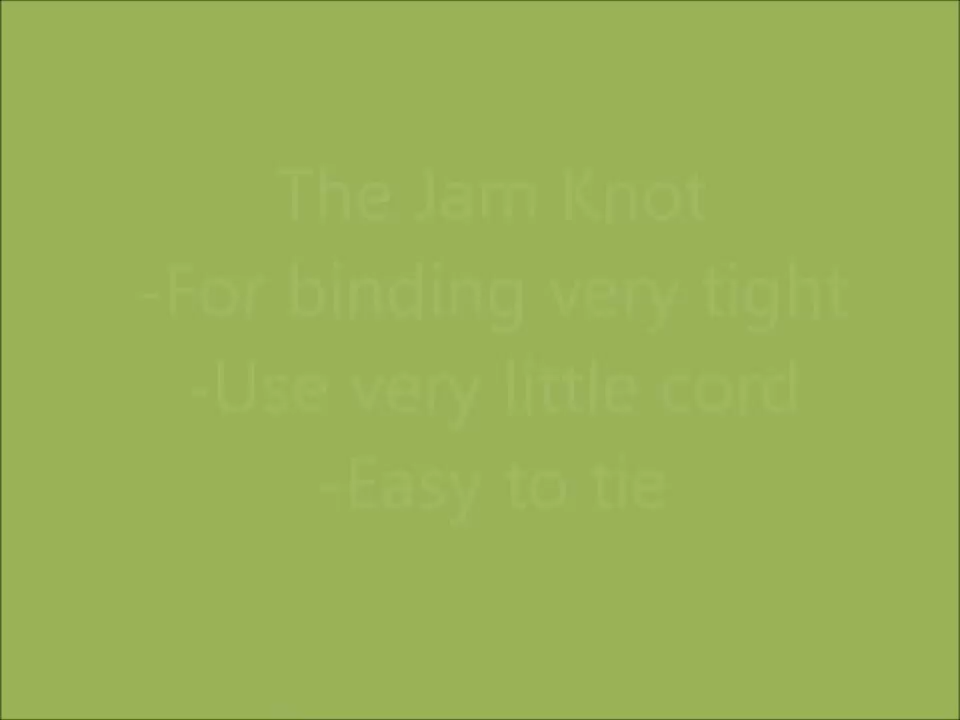 The Jam Knot
-For binding very tight
-Use very little cord
-Easy to tie